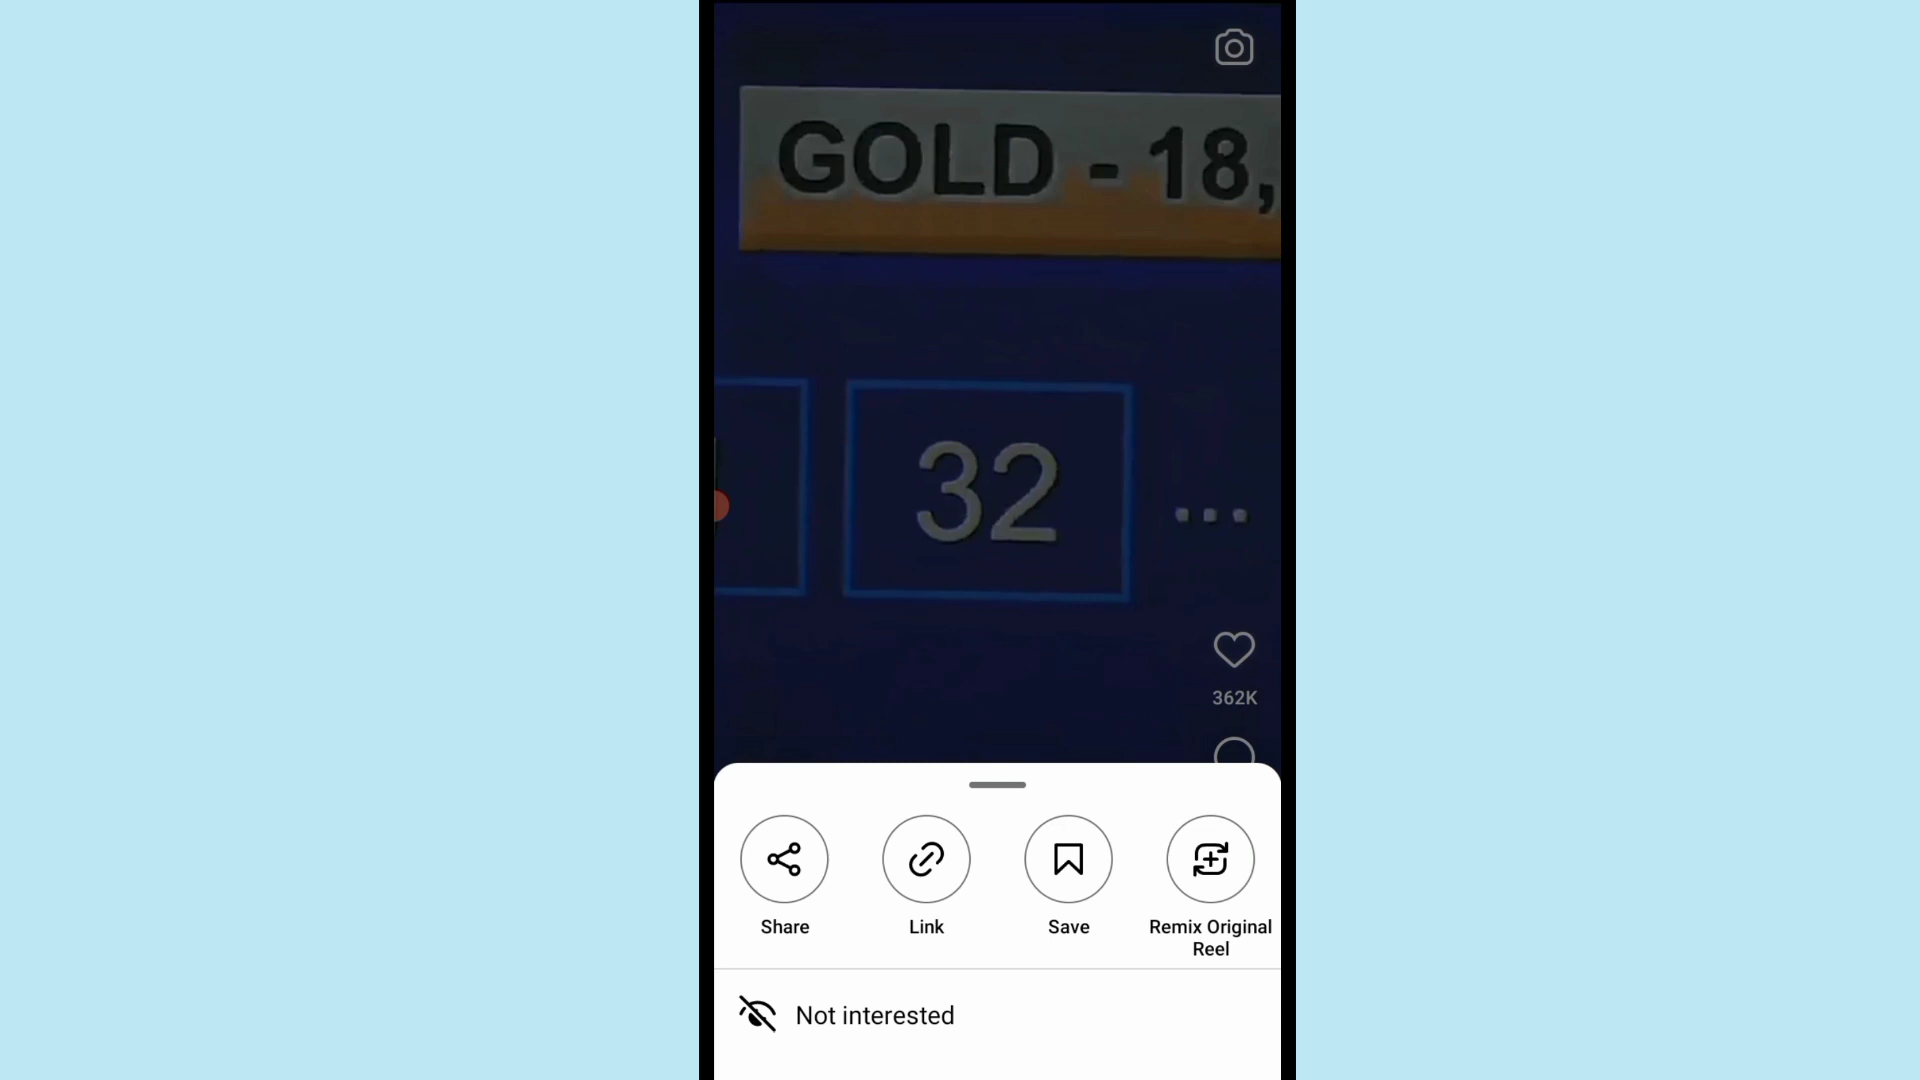 GOLD - 18,
32
...
362K
Share
Link
Save
Remix Original
Reel
Not interested